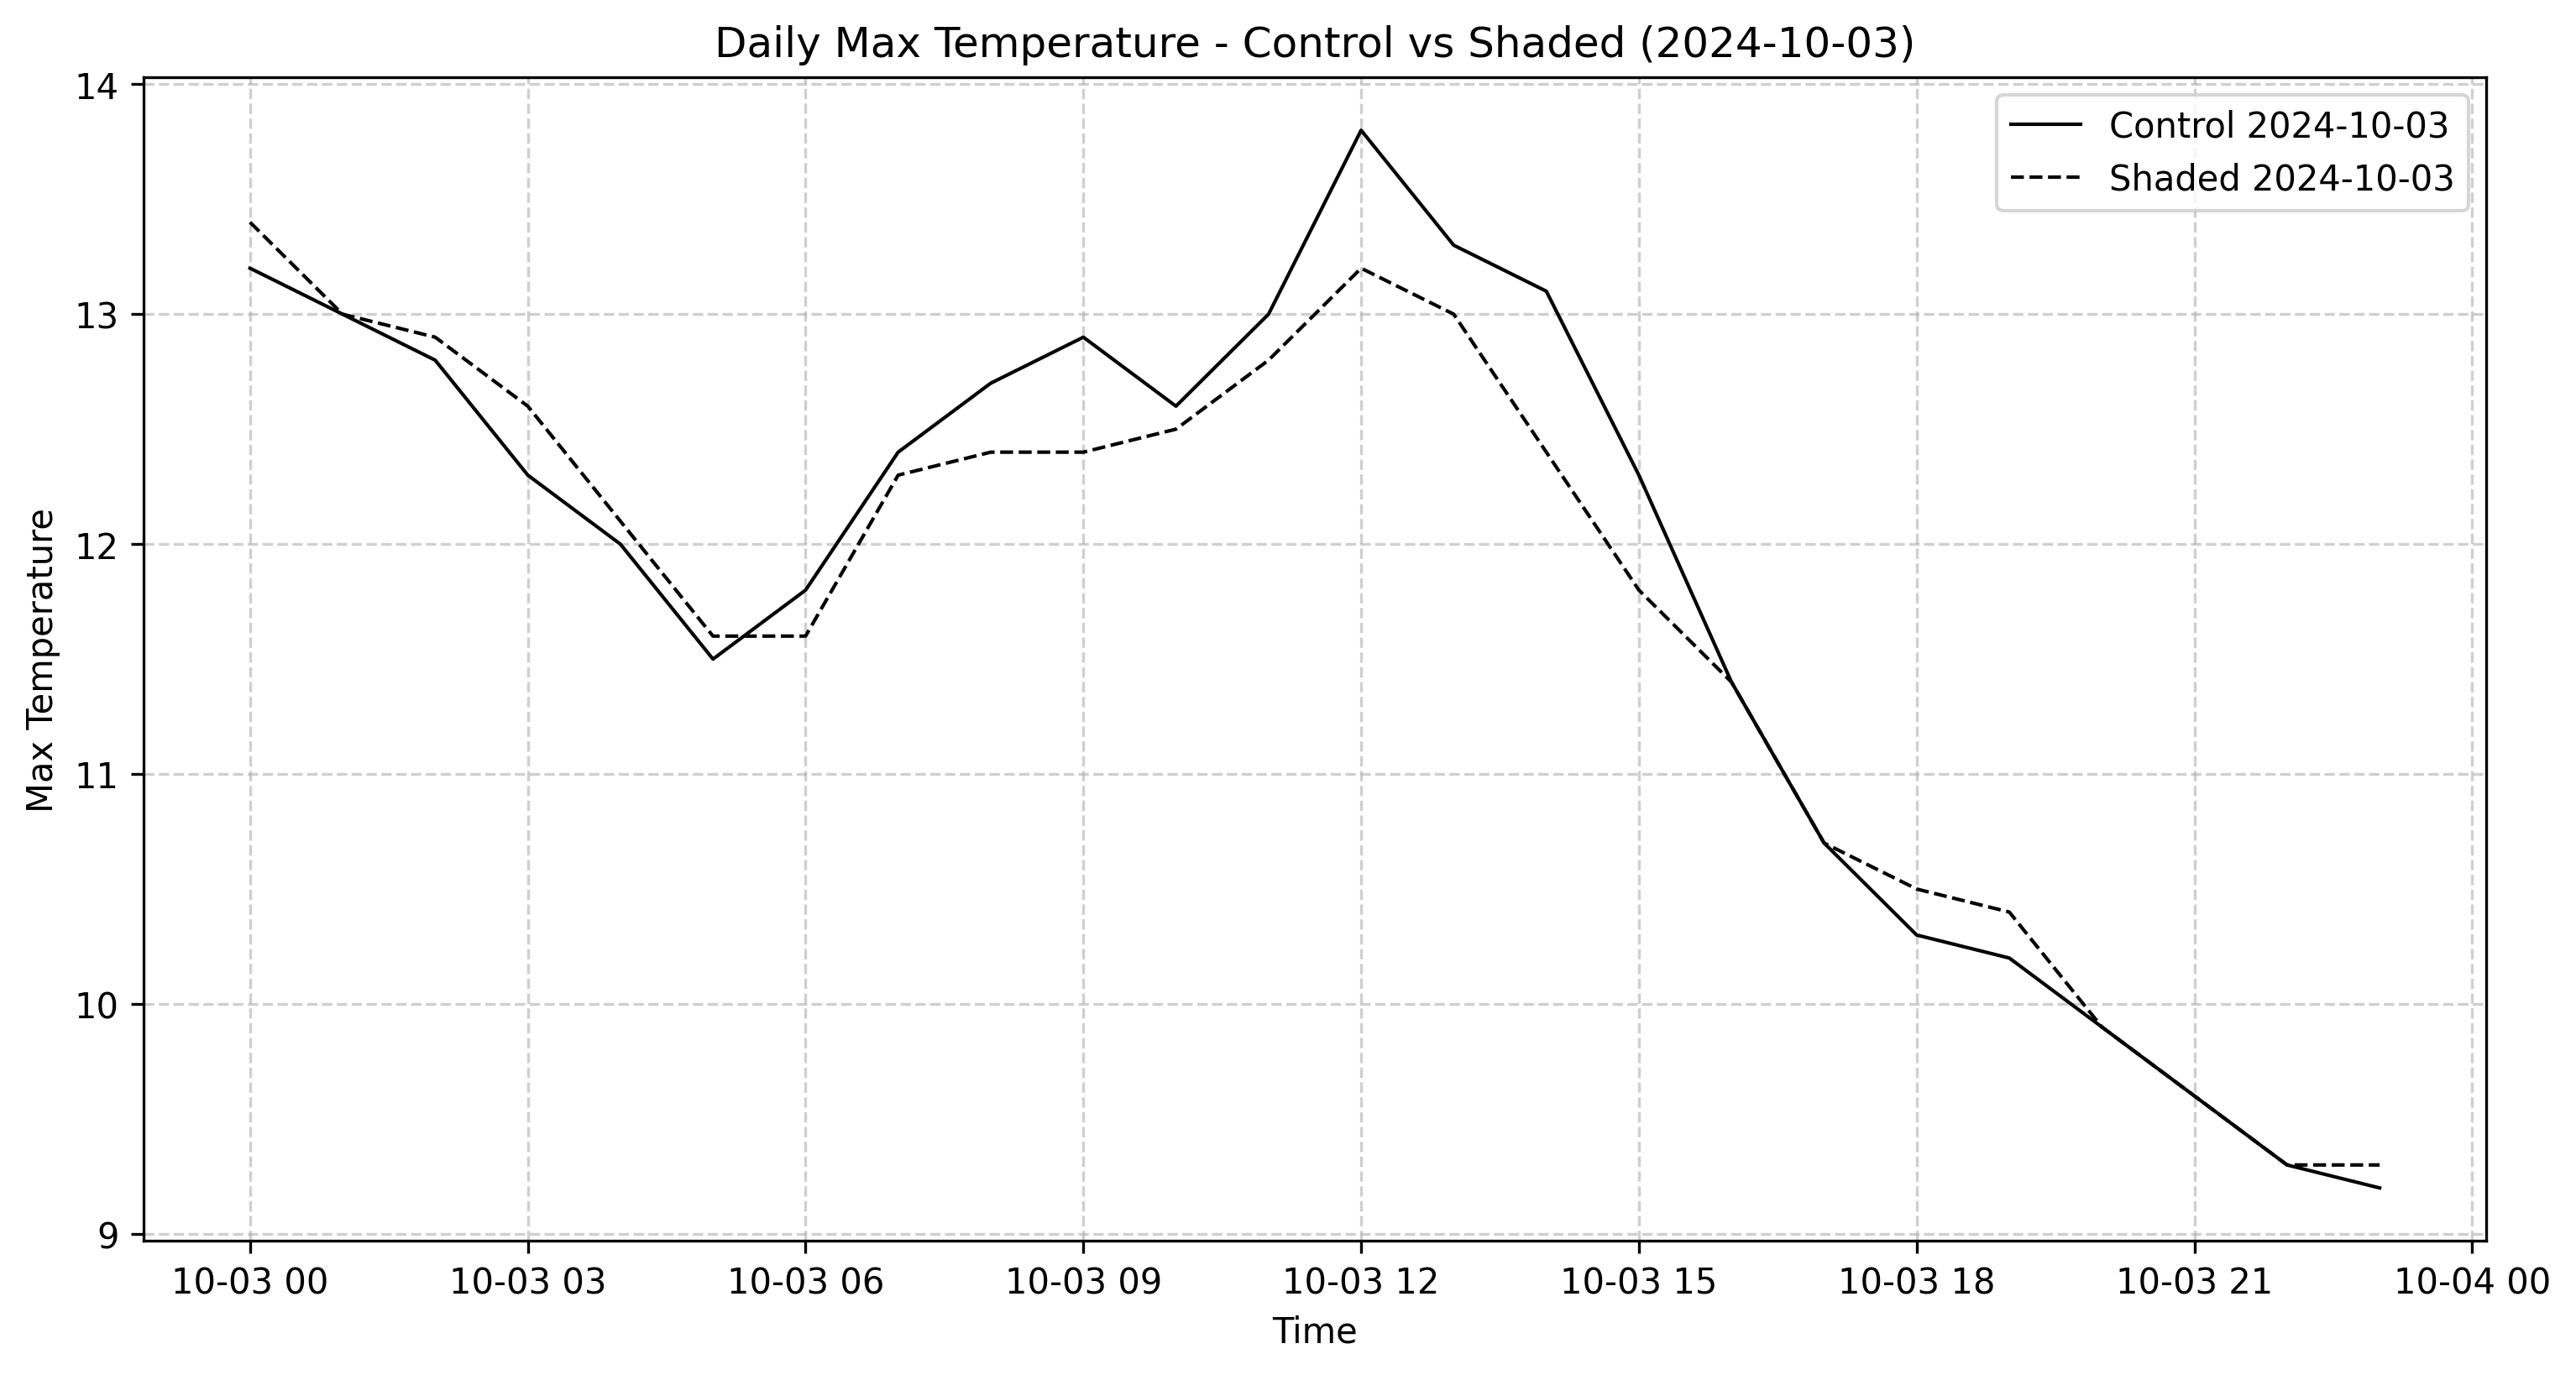 Daily Max Temperature - Control vs Shaded (2024-10-03)
Control 2024-10-03
Shaded 2024-10-03
Max Temperature
14
13
12
11
10
9
10-03 00 10-03 03 10-03 06 10-03 09 10-03 12 10-03 15 10-03 18 10-03 21 10-04 00
Time